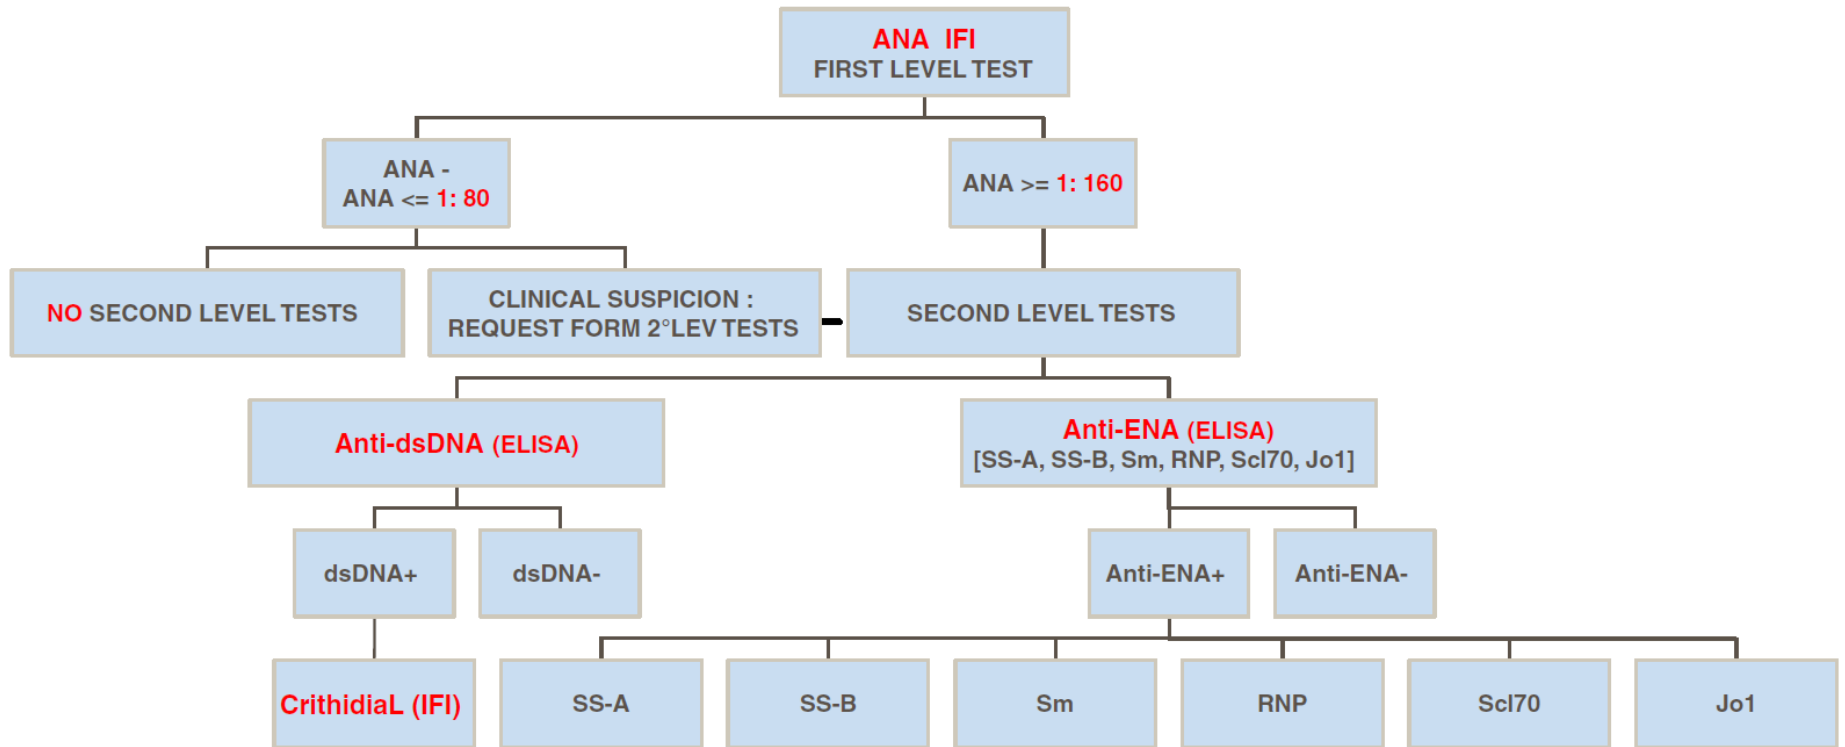 ANA IFI
FIRST LEVEL TEST
ANA -
ANA <= 1: 80
ANA >= 1: 160
NO SECOND LEVEL TESTS
CLINICAL SUSPICION :
REQUEST FORM 2°LEV TESTS
SECOND LEVEL TESTS
Anti-dsDNA (ELISA)
Anti-ENA (ELISA)
[SS-A, SS-B, Sm, RNP, Scl70, Jo1]
dsDNA+
dsDNA-
Anti-ENA+
Anti-ENA-
CrithidiaL (IFI)
SS-A
SS-B
Sm
RNP
Scl70
Jo1